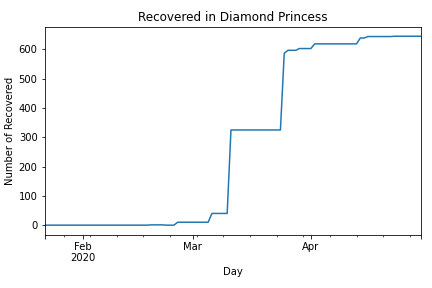 Recovered in Diamond Princess
Number of Recovered
600
500
400
300
200
100
0
Feb
2020
Mar
Apr
Day